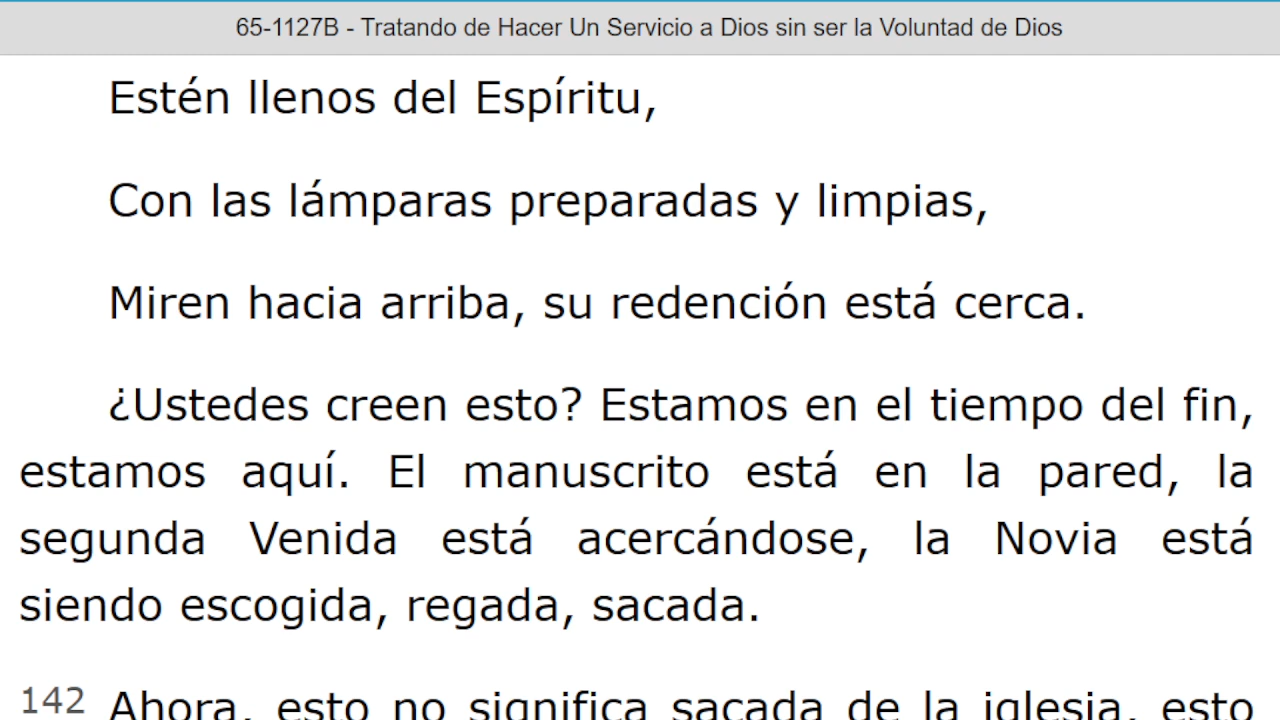 65-1127B - Tratando de Hacer Un Servicio a Dios sin ser la Voluntad de Dios
Estén llenos del Espíritu,
Con las lámparas preparadas y limpias,
Miren hacia arriba, su redención está cerca.
¿Ustedes creen esto? Estamos en el tiempo del fin,
estamos aquí. El manuscrito está en la pared, la
segunda Venida está acercándose, la Novia está
siendo escogida, regada, sacada.
142 Ahora, esto no significa sacada de la iglesia, esto